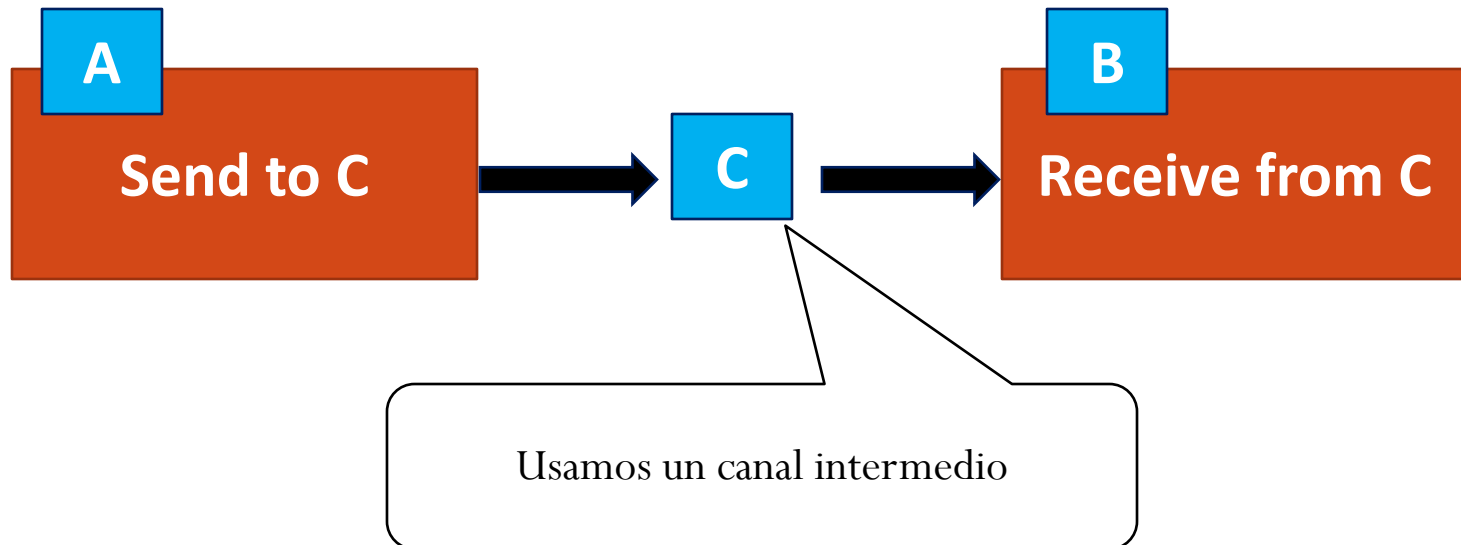 A
Send to C
C
B
Receive from C
Usamos un canal intermedio